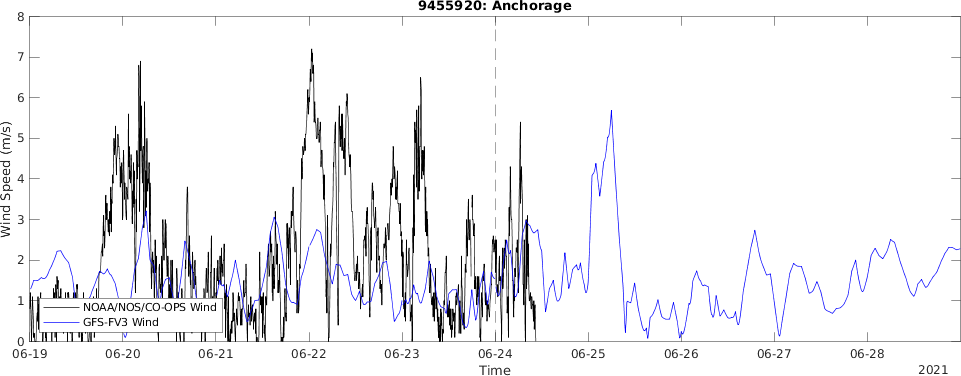 9455920: Anchorage
8
7
6
5
4
3
2
1
0
Wind Speed (m/s)
NOAA/NOS/CO-OPS Wind
GFS-FV3 Wind
06-19 06-20 06-21 06-22 06-23 06-24 06-25 06-26 06-27 06-28
Time
2021